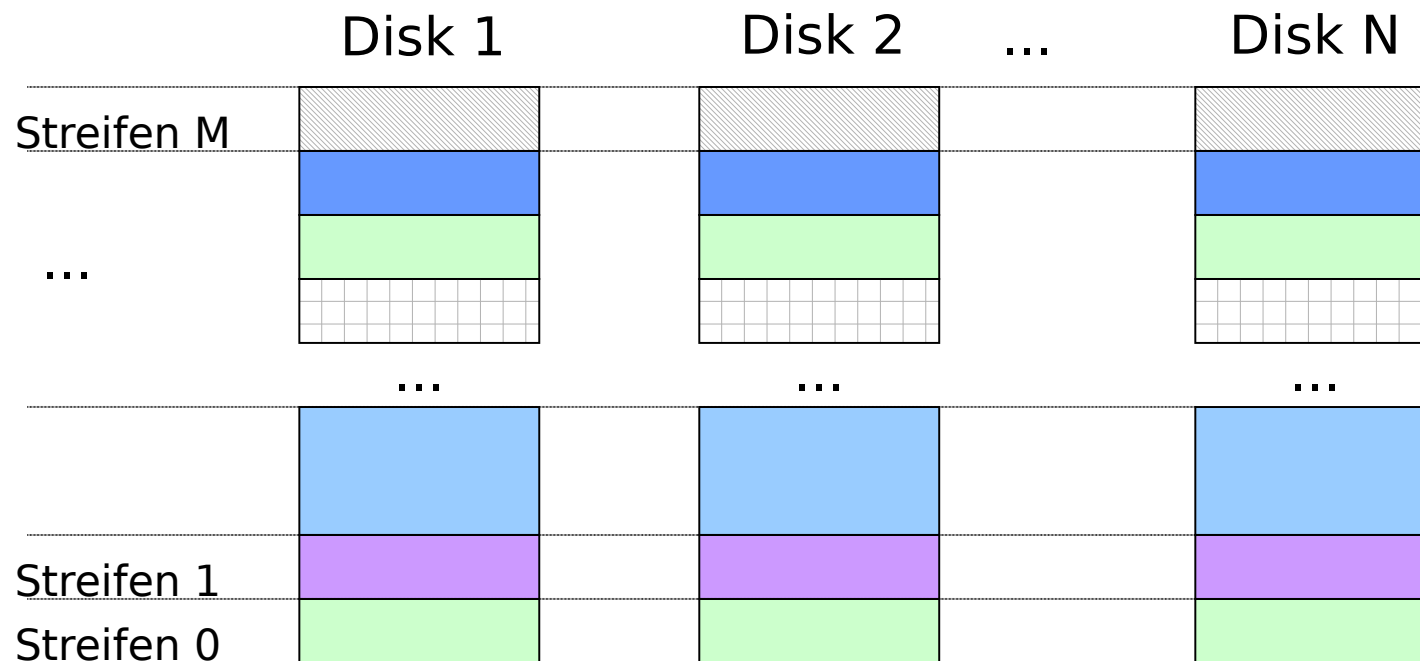 Disk 1 Disk 2 ... Disk N
Streifen M
...
... ... ...
Streifen 1
Streifen 0